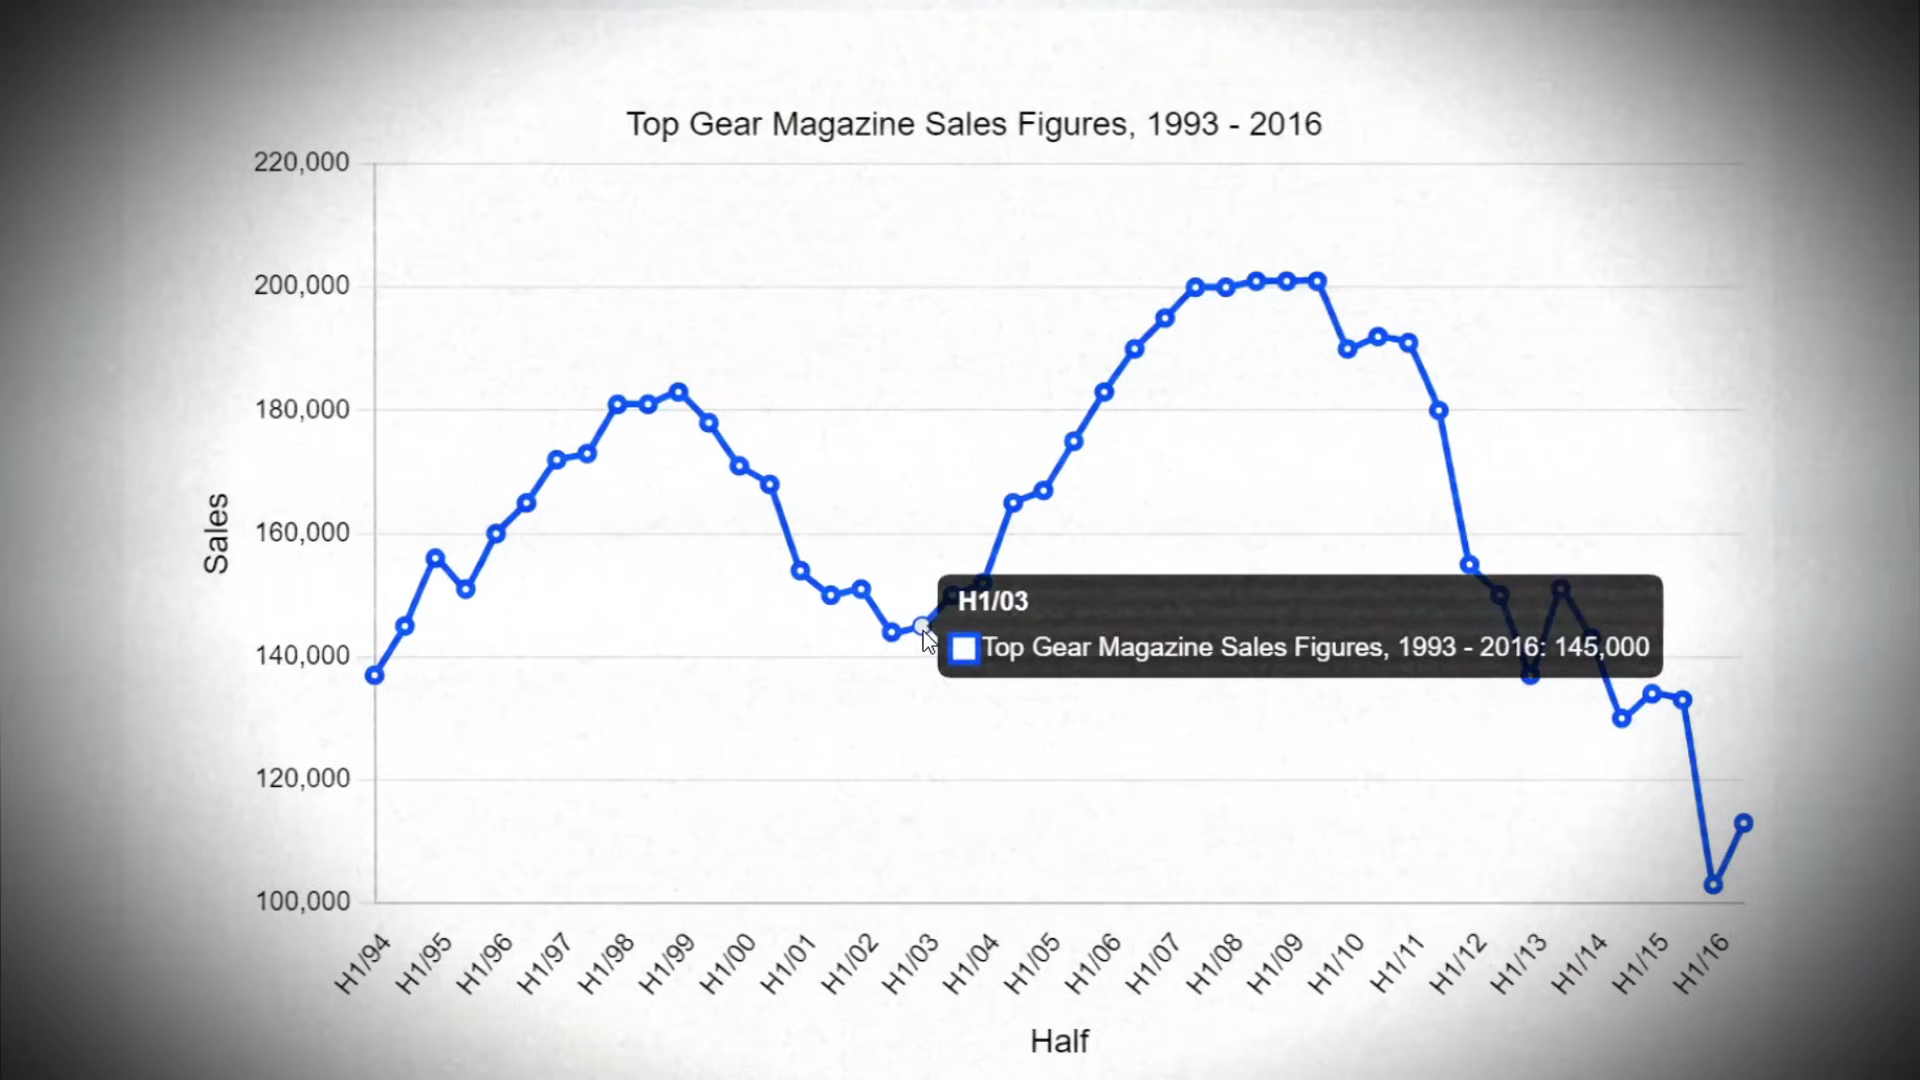 Top Gear Magazine Sales Figures, 1993 - 2016
220,000
200,000
180,000
160,000
140,000
120,000
100,000
Sales
H1/03
Top Gear Magazine Sales Figures, 1993 - 2016: 145,000
H1/94
H1/95
H1/96
H1/97
H1/98
H1/99
H1/00
H1/01
H1/02
H1/03
H1/04
H1/05
H1/06
H1/07
H1/08
H1/09
H1/10
H1/11
H1/12
H1/13
H1/14
H1/15
H1/16
Half